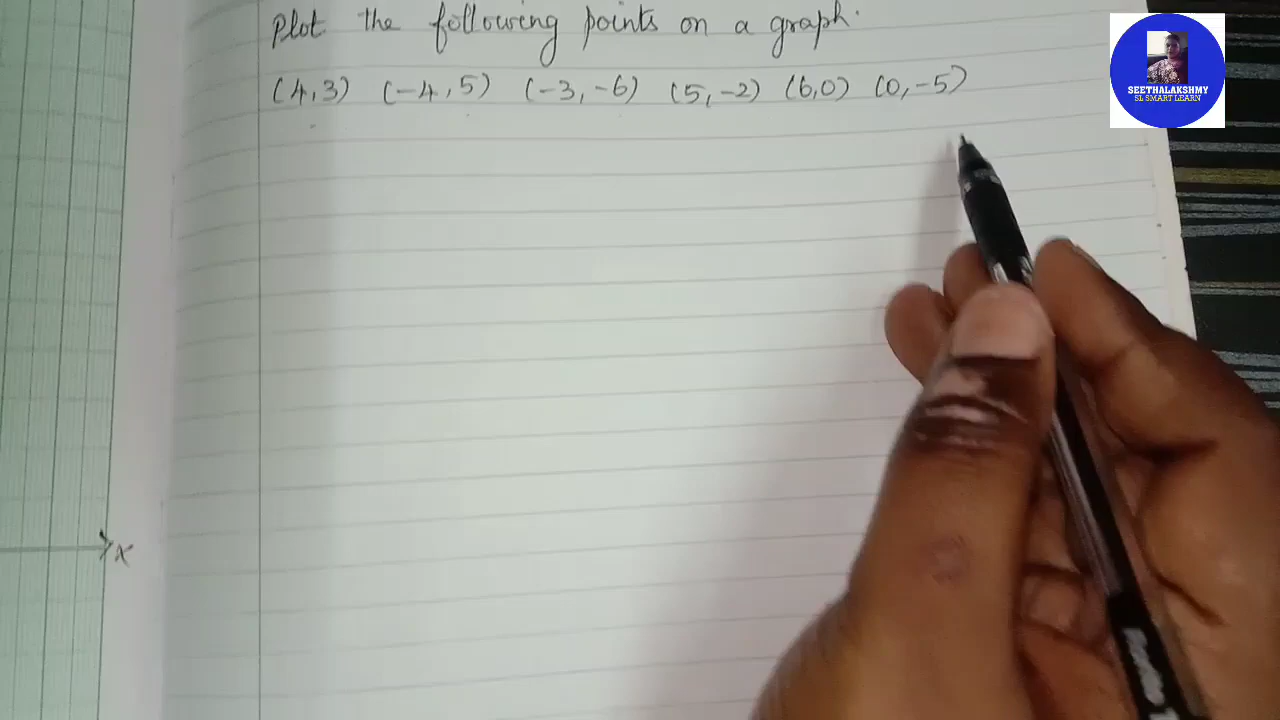 Plot the following points on a graph.
(4,3) (-4,5) (-3,-6) (5,-2) (6,0) (0,-5)
SEETHALAKSHMY
SL SMART LEARN
x